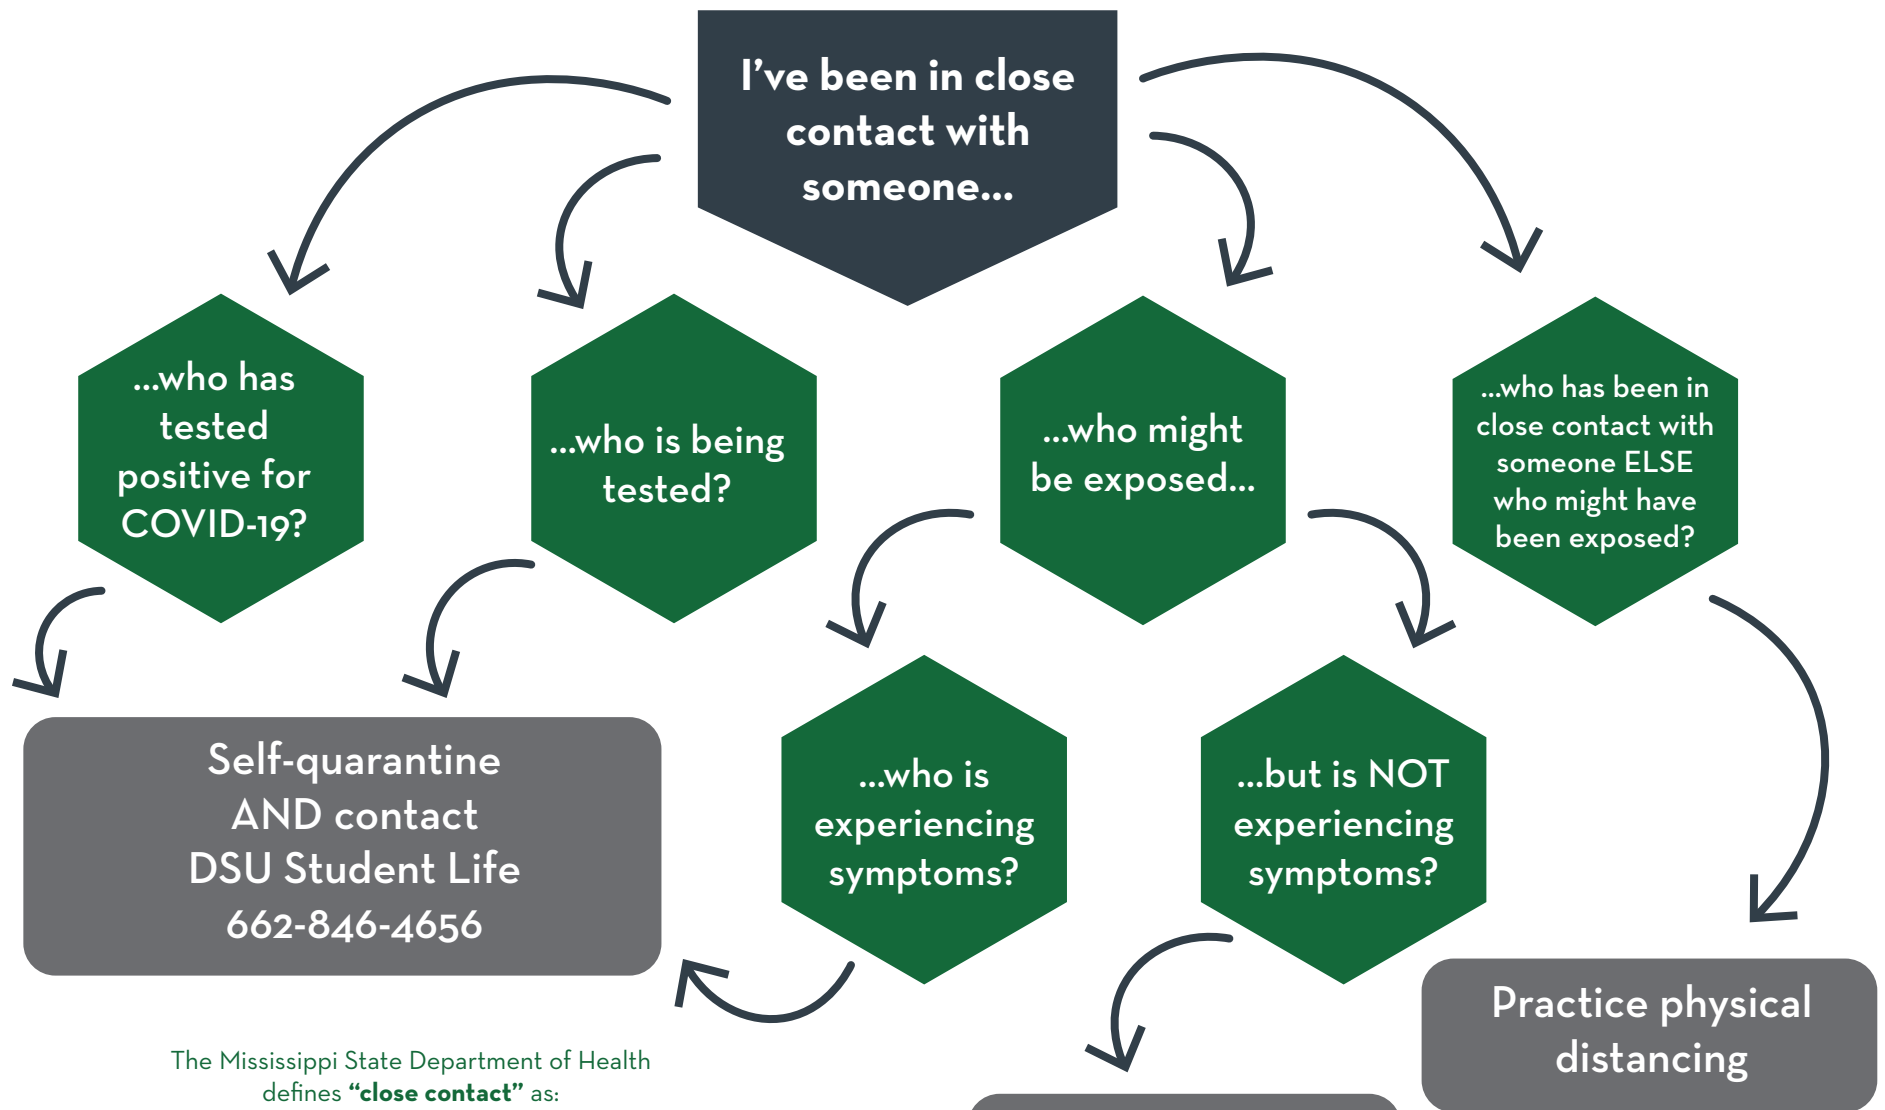 I’ve been in close
contact with
someone...
...who has
tested
positive for
COVID-19?
...who is being
tested?
...who might
be exposed...
...who has been in
close contact with
someone ELSE
who might have
been exposed?
Self-quarantine
AND contact
DSU Student Life
662-846-4656
...who is
experiencing
symptoms?
...but is NOT
experiencing
symptoms?
Practice physical
distancing
The Mississippi State Department of Health
defines “close contact” as: